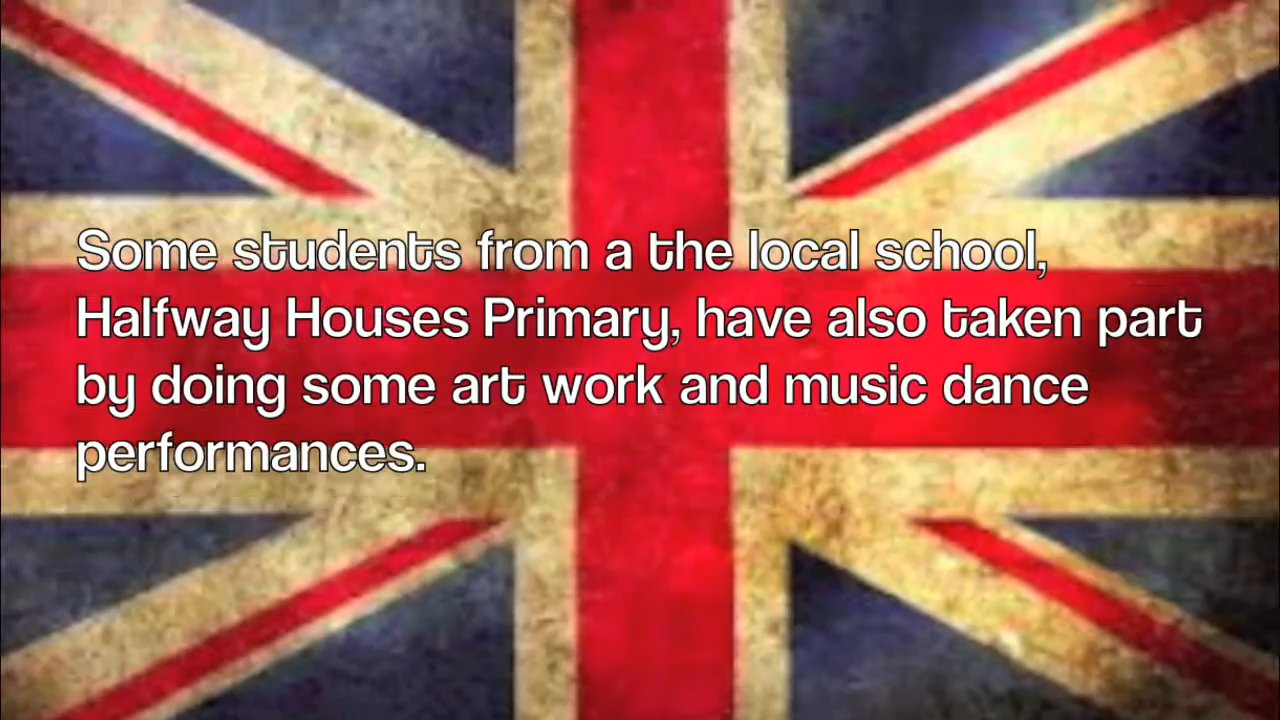 Some students from a the local school,
Halfway Houses Primary, have also taken part
by doing some art work and music dance
performances.